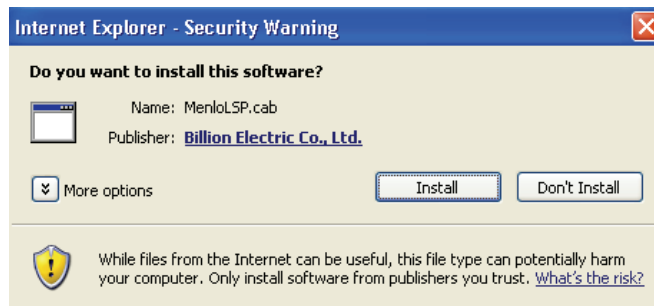 Internet Explorer - Security Warning
Do you want to install this software?
Name: MenloLSP.cab
Publisher: Billion Electric Co., Ltd.
More options
Install
Don't Install
While files from the Internet can be useful, this file type can potentially harm
your computer. Only install software from publishers you trust. What's the risk?